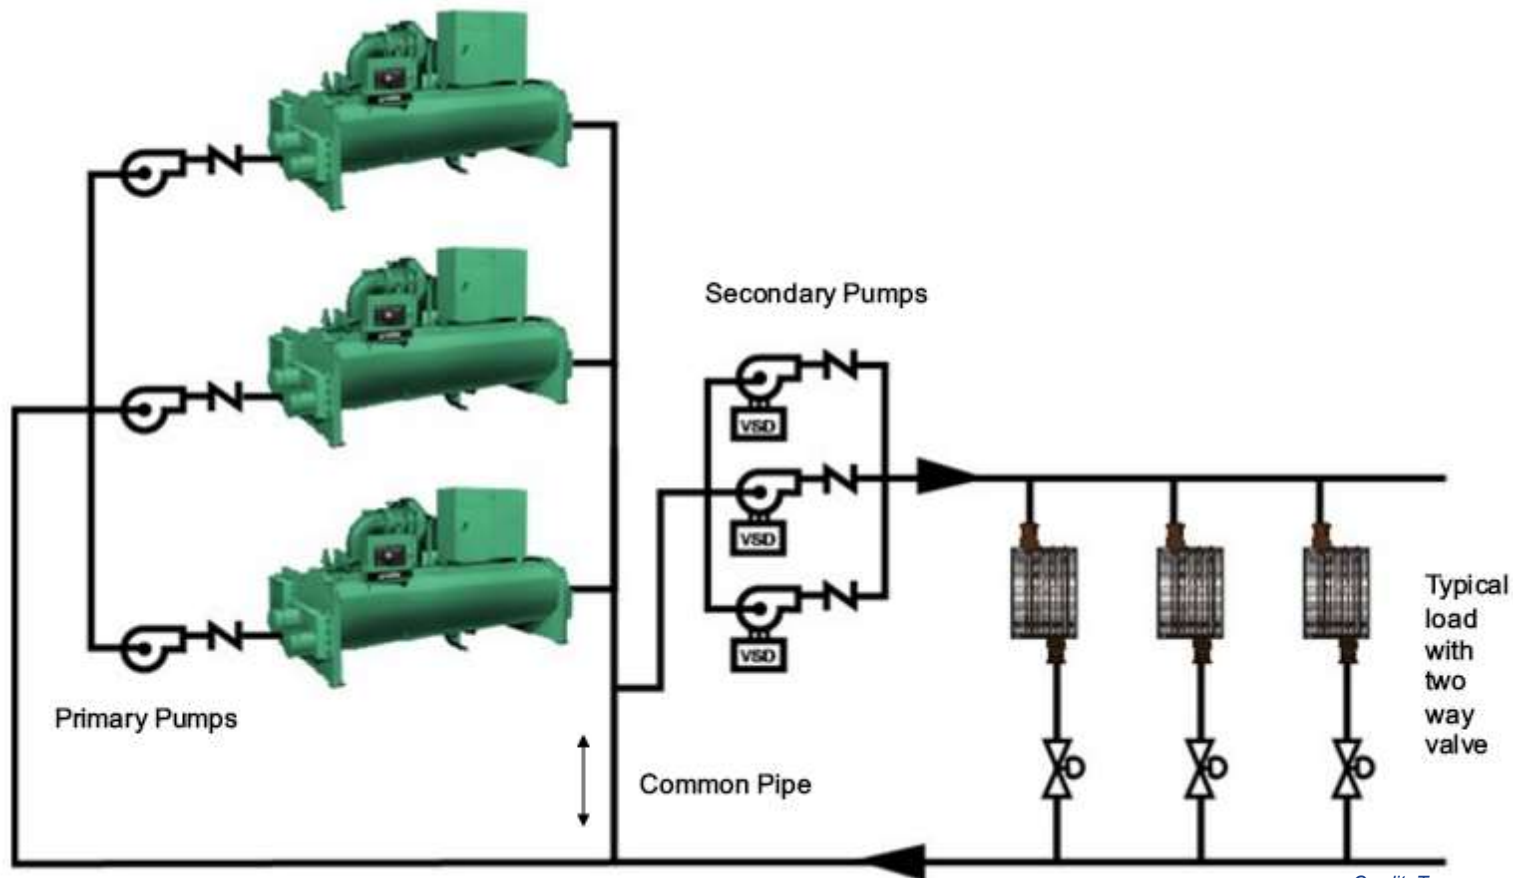 Secondary Pumps
VSD
VSD
VSD
Primary Pumps
Common Pipe
Typical
load
with
two
way
valve